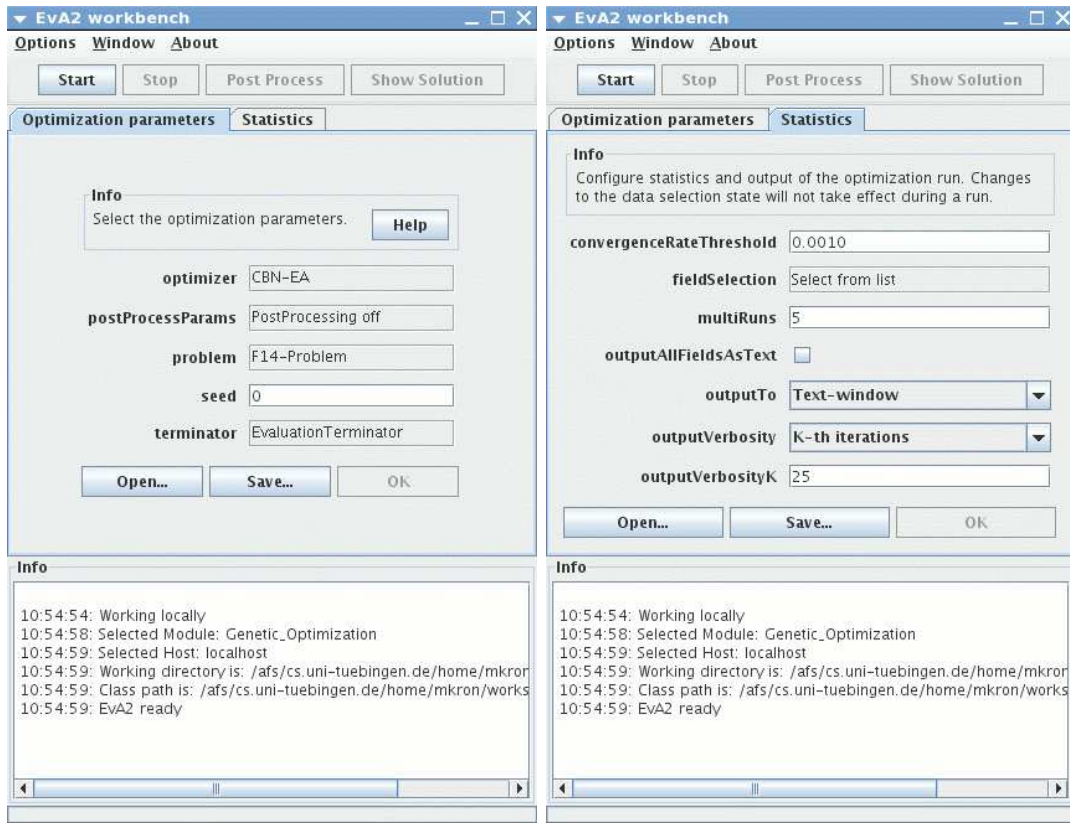 EvA2 workbench
Options Window About
Start Stop Post Process Show Solution
Optimization parameters Statistics
Info
Select the optimization parameters. Help
optimizer CBN-EA
postProcessParams PostProcessing off
problem F14-Problem
seed 0
terminator EvaluationTerminator
Open... Save... OK
Info
10:54:54: Working locally
10:54:58: Selected Module: Genetic_Optimization
10:54:59: Selected Host: localhost
10:54:59: Working directory is: /afs/cs.uni-tuebingen.de/home/mkron
10:54:59: Class path is: /afs/cs.uni-tuebingen.de/home/mkron/works
10:54:59: EvA2 ready
EvA2 workbench
Options Window About
Start Stop Post Process Show Solution
Optimization parameters Statistics
Info
Configure statistics and output of the optimization run. Changes
to the data selection state will not take effect during a run.
convergenceRateThreshold 0.0010
fieldSelection Select from list
multiRuns 5
outputAllFieldsAsText
outputTo Text-window
outputVerbosity K-th iterations
outputVerbosityK 25
Open... Save... OK
Info
10:54:54: Working locally
10:54:58: Selected Module: Genetic_Optimization
10:54:59: Selected Host: localhost
10:54:59: Working directory is: /afs/cs.uni-tuebingen.de/home/mkror
10:54:59: Class path is: /afs/cs.uni-tuebingen.de/home/mkron/works
10:54:59: EvA2 ready